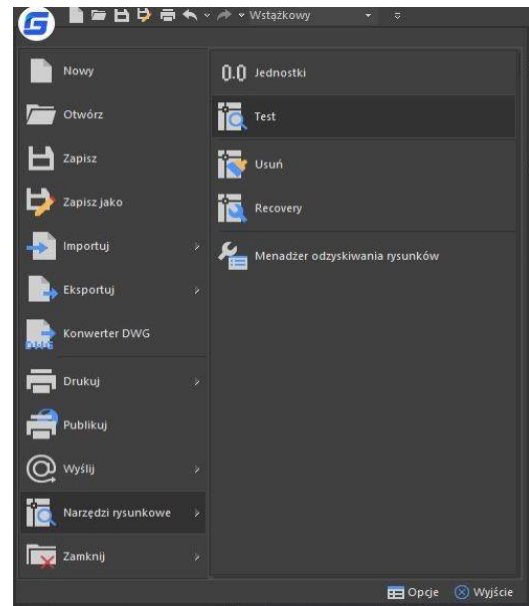 G
Wstążkowy
Nowy
Otwórz
Zapisz
Zapisz jako
Importuj
Eksportuj
DWG
Konwerter DWG
Drukuj
Publikuj
Wyślij
Narzędzi rysunkowe
Zamknij
0.0 Jednostki
Test
Usuń
Recovery
Menadżer odzyskiwania rysunków
Opcje Wyjście